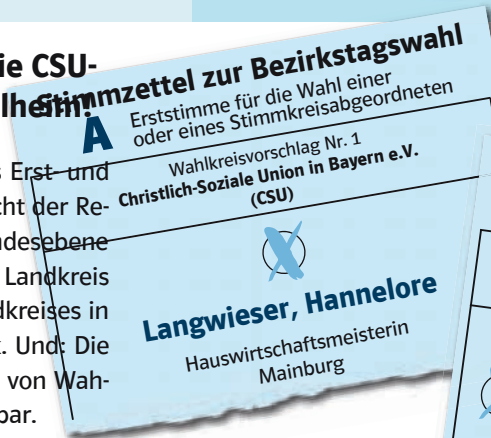 ie CSU-
lheim!
s Erst- und
cht der Re-
ndesebene
Landkreis
dkreises in
. Und: Die
von Wah-
bar.
Stimmzettel zur Bezirkstagswahl
A
Erststimme für die Wahl einer
oder eines Stimmkreisabgeordneten
Wahlkreisvorschlag Nr. 1
Christlich-Soziale Union in Bayern e.V.
(CSU)
Langwieser, Hannelore
Hauswirtschaftsmeisterin
Mainburg